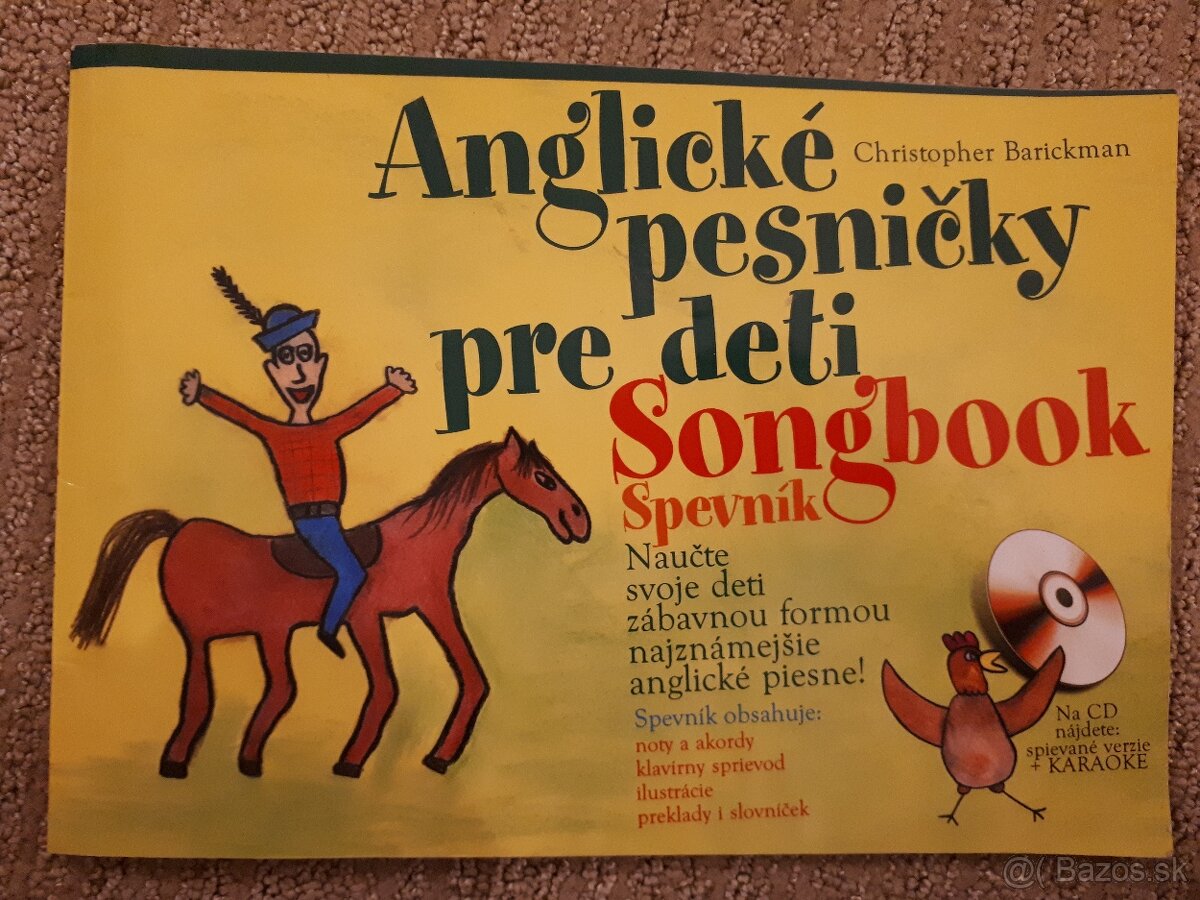 Anglické
Christopher Barickman
pesničky
pre deti
Songbook
Spevník
Naučte
svoje deti
zábavnou formou
najznámejšie
anglické piesne!
Spevník obsahuje:
noty a akordy
klavírny sprievod
ilustrácie
preklady i slovníček
Na CD
nájdete:
spievané verzie
+ KARAOKE
@( Bazos.sk